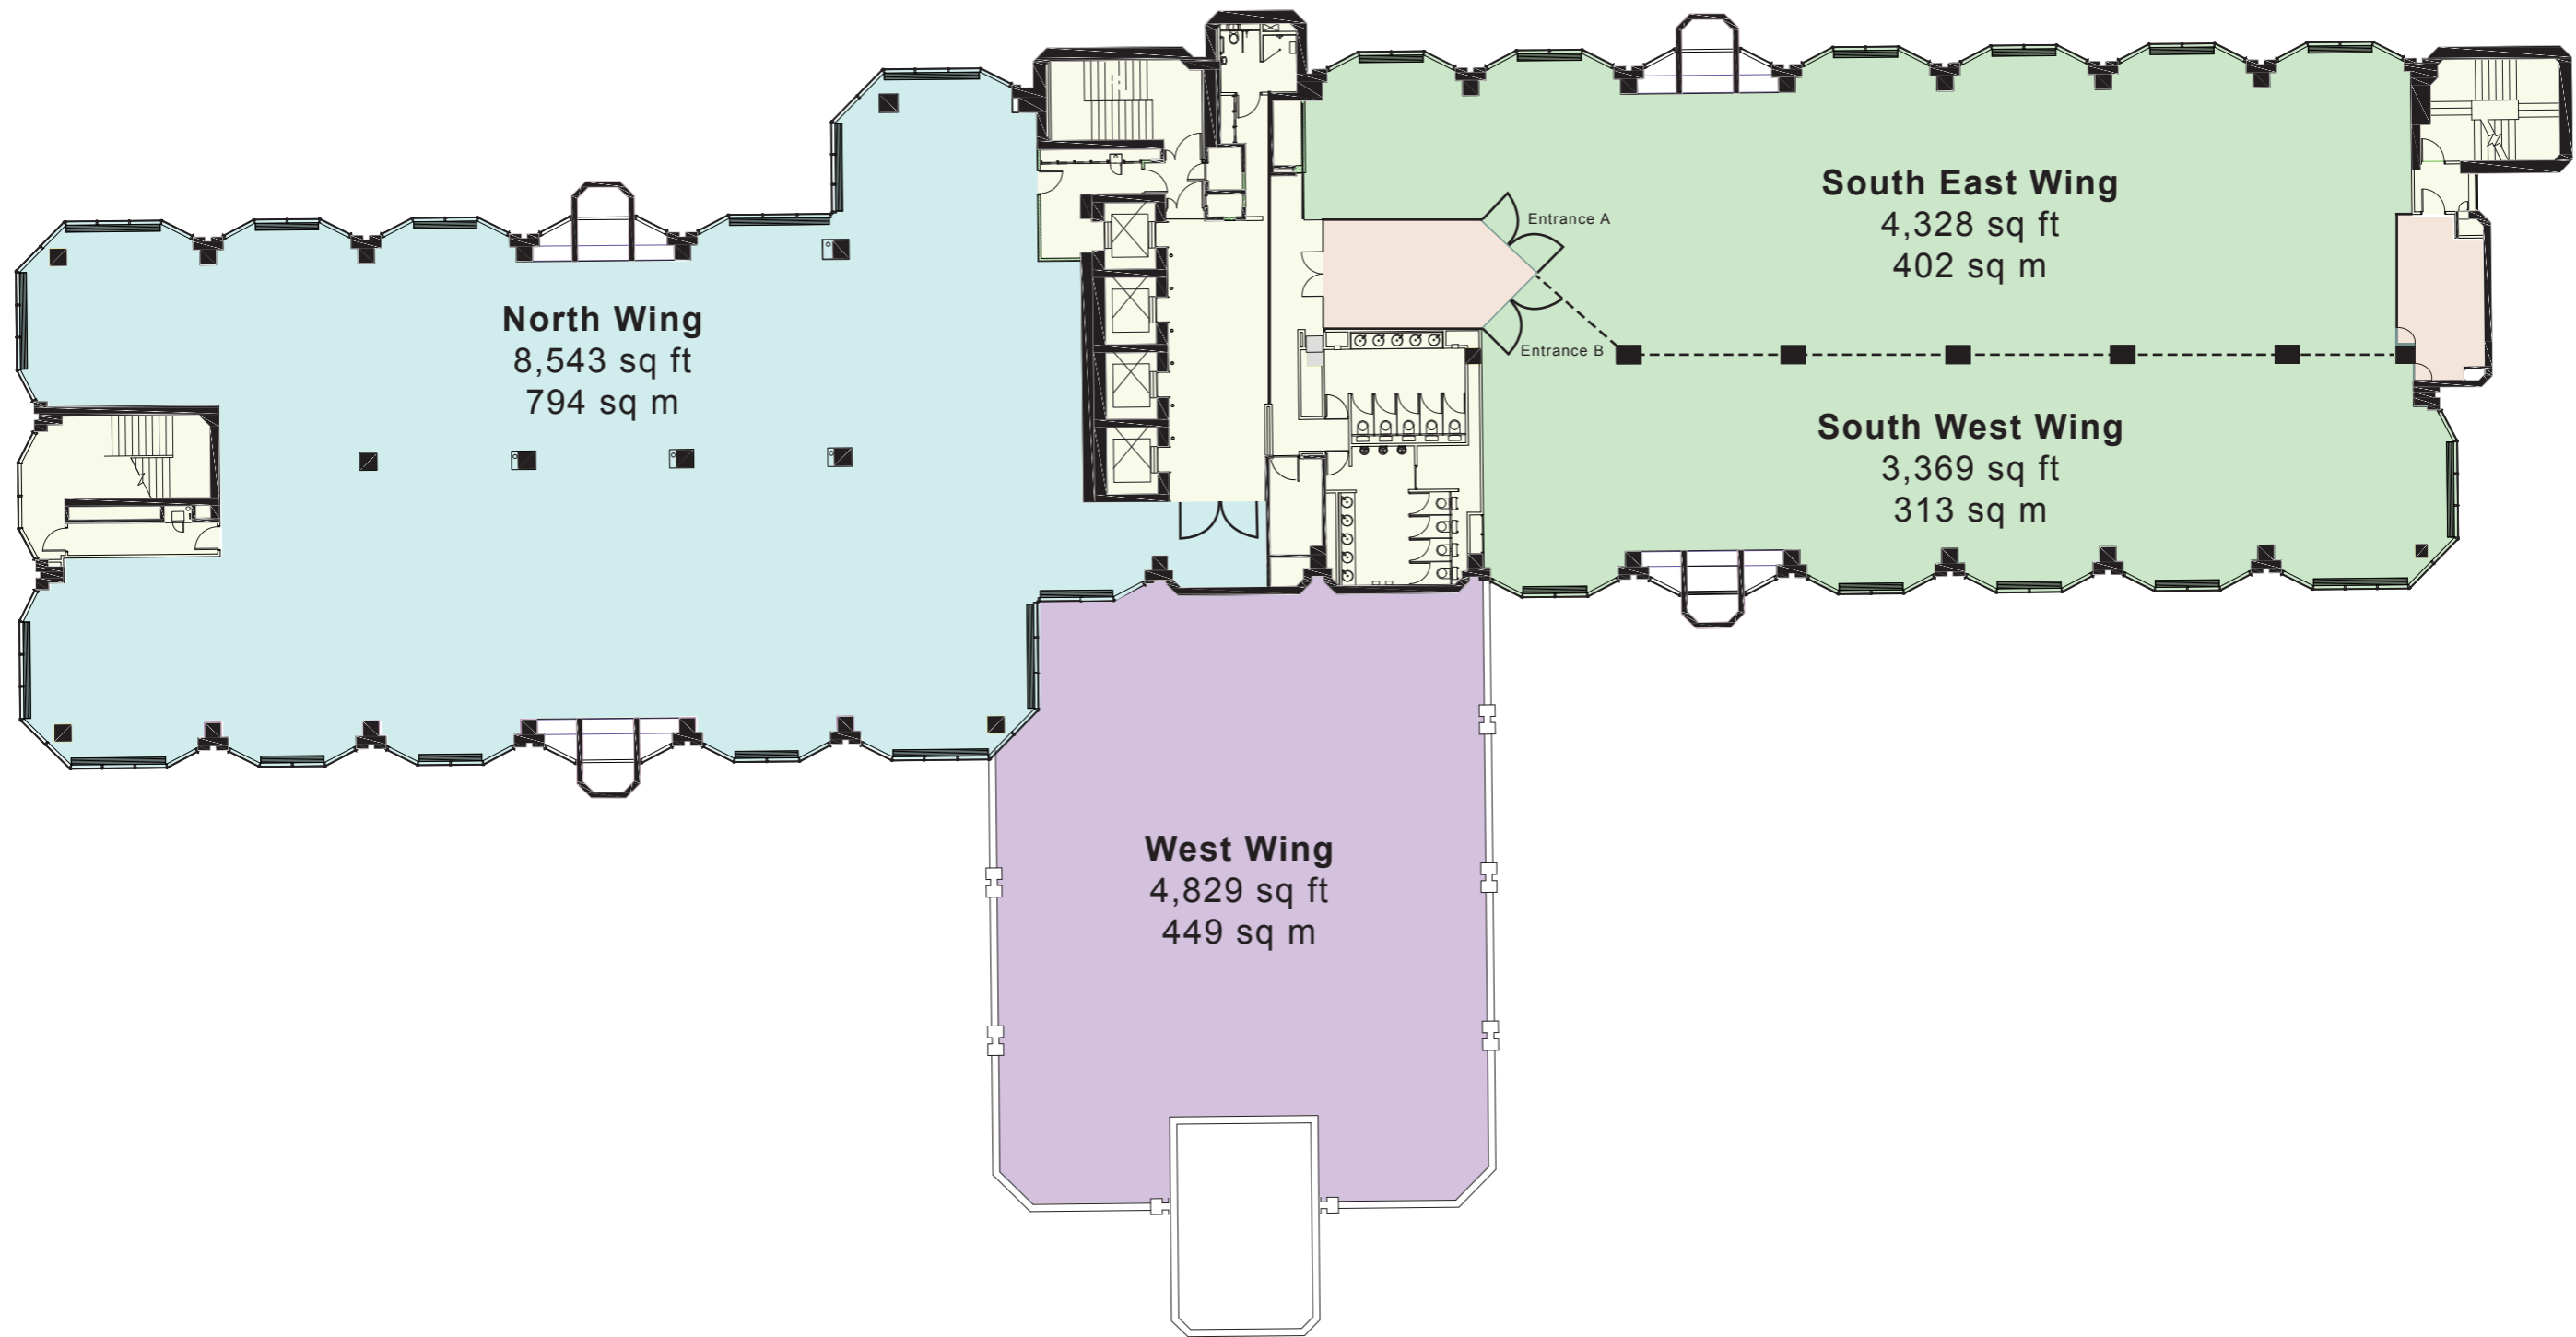 South East Wing
4,328 sq ft
402 sq m
Entrance A
North Wing
8,543 sq ft
794 sq m
Entrance B
South West Wing
3,369 sq ft
313 sq m
West Wing
4,829 sq ft
449 sq m